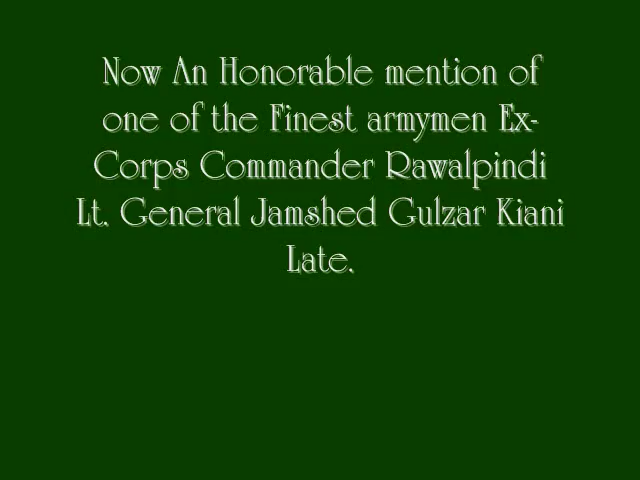 Now An Honorable mention of
one of the Finest armymen Ex-
Corps Commander Rawalpindi
Lt. General Jamshed Gulzar Kiani
Late.